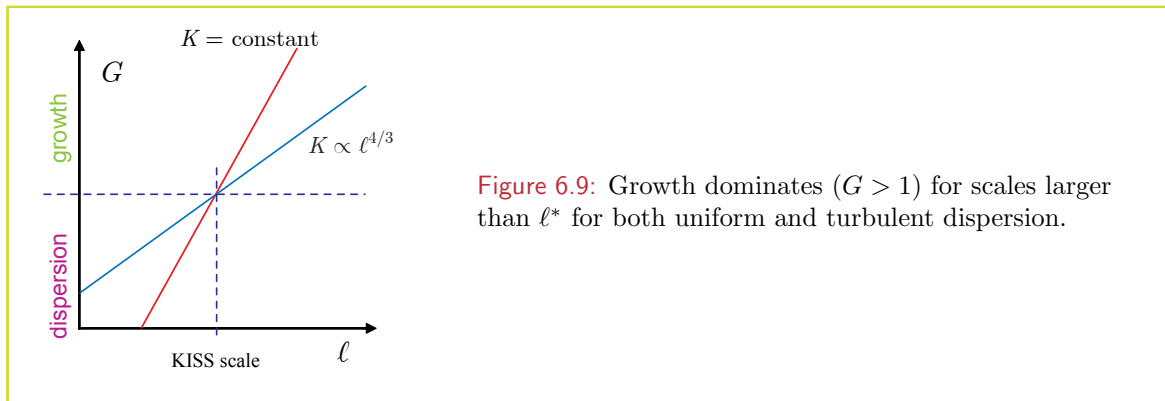 K = constant
G
growth
K ∝ ℓ^{4/3}
Figure 6.9: Growth dominates (G > 1) for scales larger
than ℓ* for both uniform and turbulent dispersion.
dispersion
KISS scale
ℓ